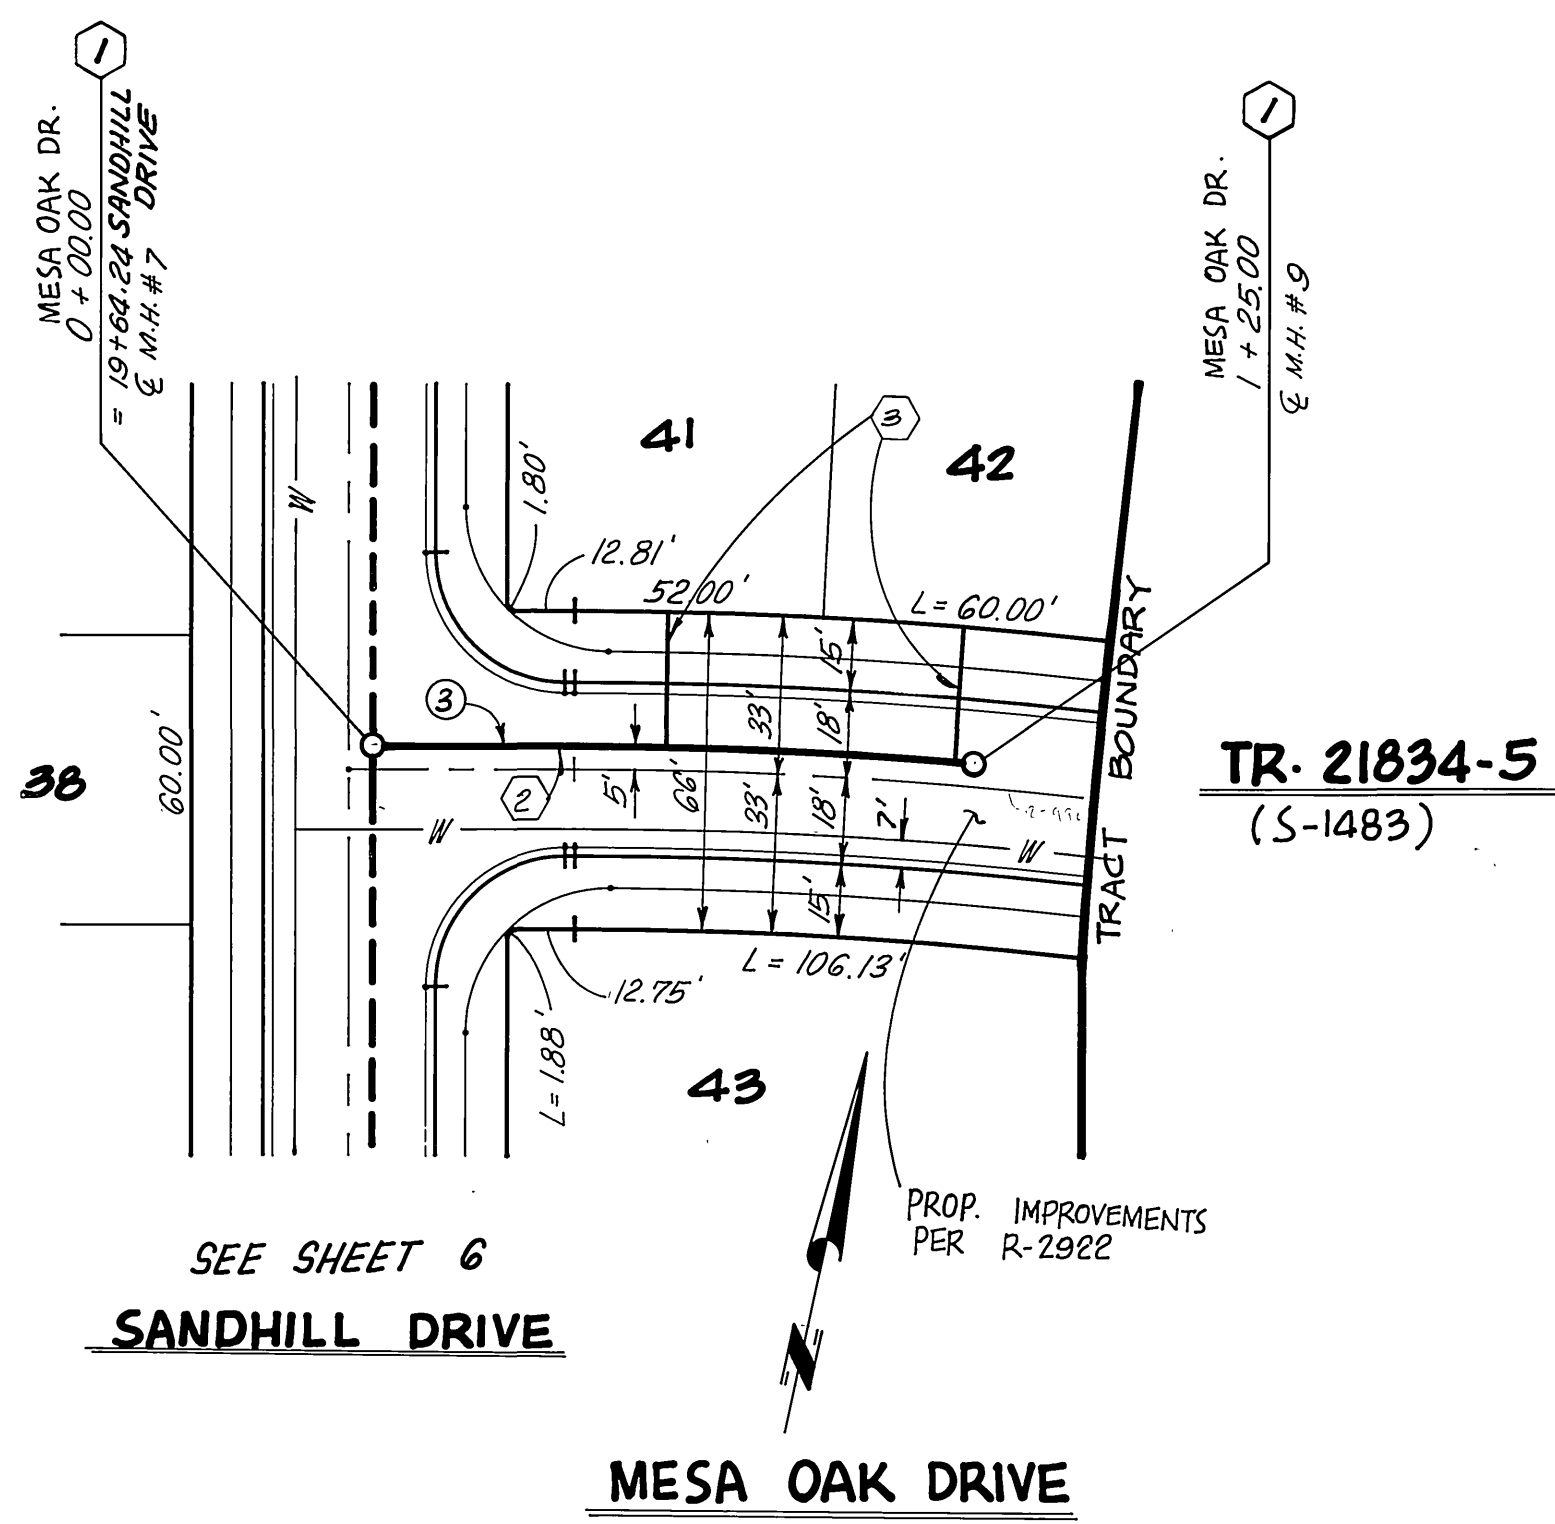 1
MESA OAK DR.
0 + 00.00
= 19+64.24 SANDHILL
DRIVE
℄ M.H. #7
1
MESA OAK DR.
1 + 25.00
℄ M.H. #9
3
41
42
1.80'
12.81'
52.00'
L = 60.00'
W
3
2
5'
66'
33'
33'
15'
18'
18'
15'
7'
W
W
38
60.00'
TRACT BOUNDARY
TR. 21834-5
(S-1483)
L = 106.13'
12.75'
L = 1.88'
43
PROP. IMPROVEMENTS
PER R-2922
SEE SHEET 6
SANDHILL DRIVE
N
MESA OAK DRIVE